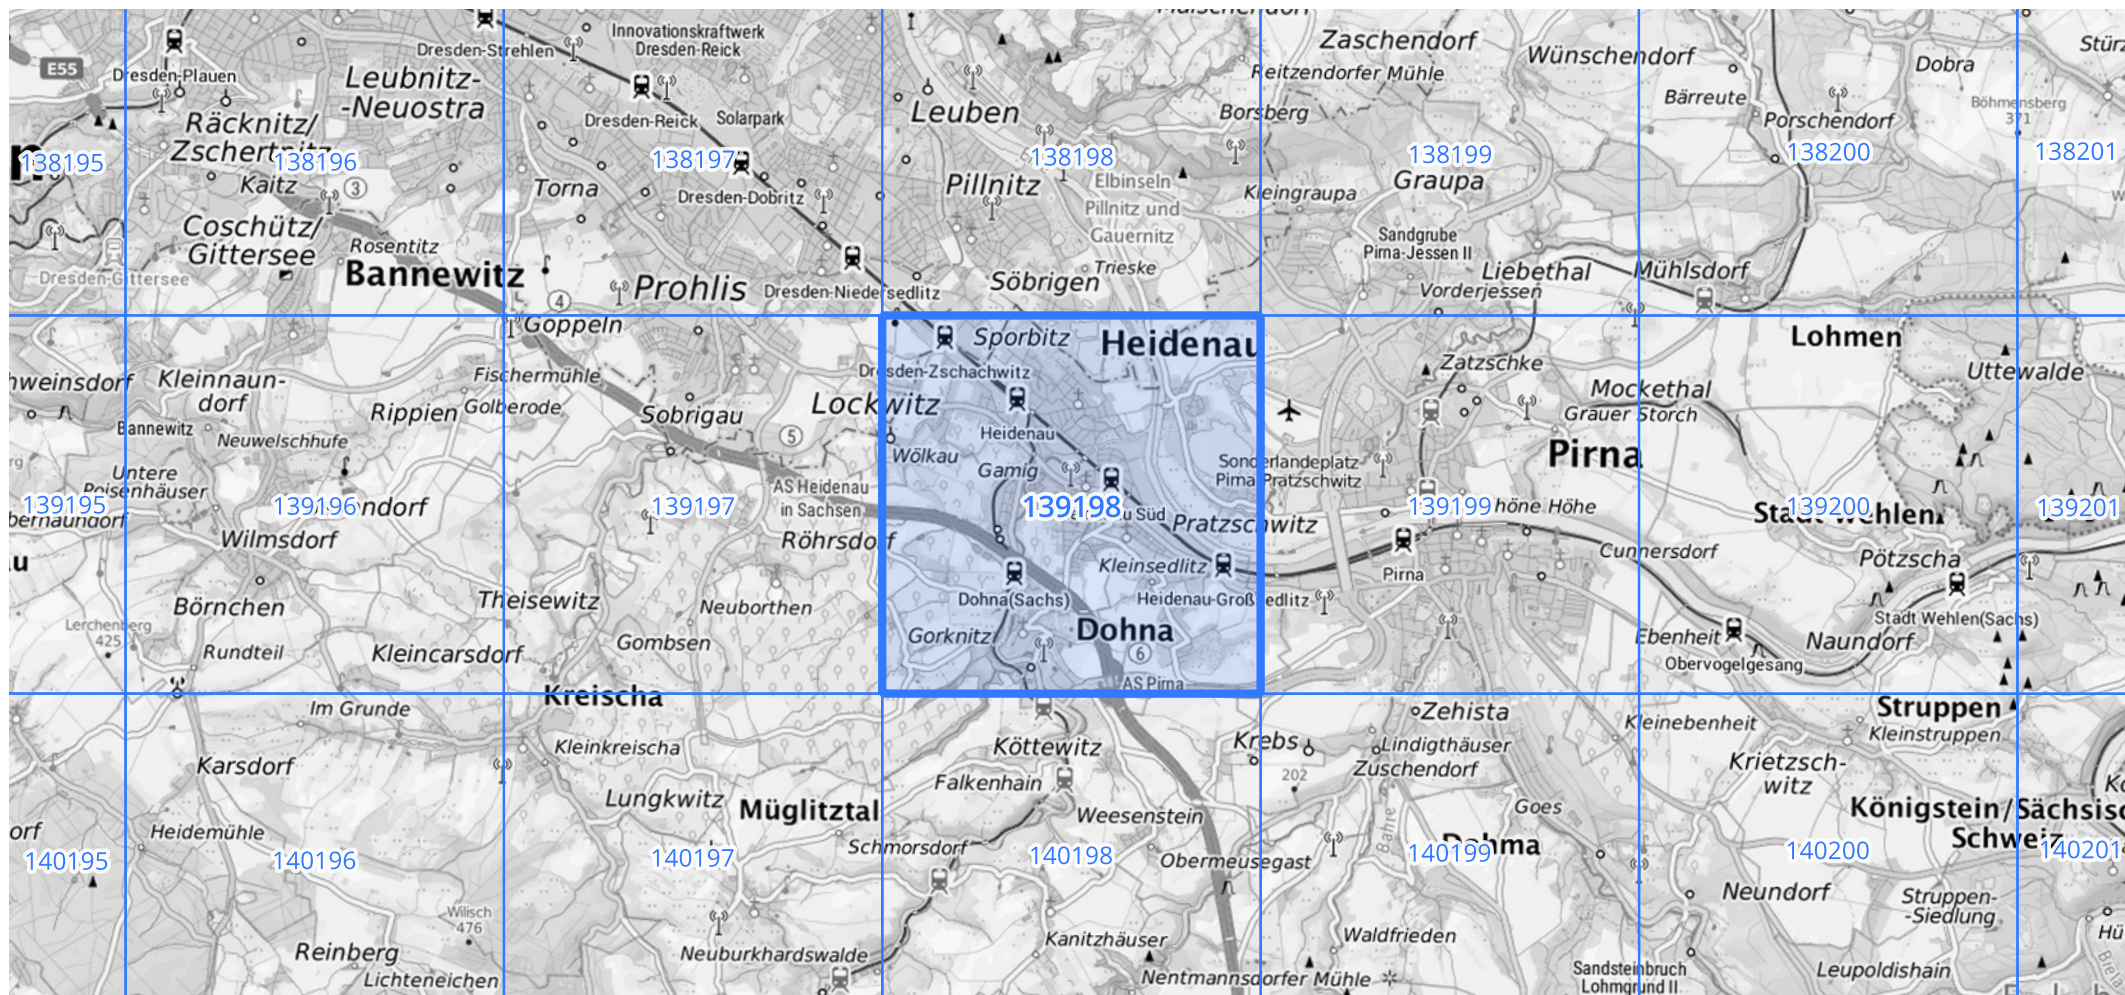 Dresden-Strehlen
Innovationskraftwerk
Dresden-Reick
Zaschendorf
Wünschendorf
Dobra
E55
Dresden-Plauen
Leubnitz-
-Neuostra
Reitzendorfer Mühle
Bärreute
Böhmensberg
371
Räcknitz/
Zschertnitz
Dresden-Reick
Solarpark
Leuben
Borsberg
Porschendorf
138195
138196
138197
138198
138199
138200
138201
Kaitz
3
Torna
Dresden-Dobritz
Pillnitz
Elbinseln
Pillnitz und
Gauernitz
Kleingraupa
Graupa
Coschütz/
Gittersee
Rosentitz
Sandgrube
Pirna-Jessen II
Dresden-Gittersee
Bannewitz
4
Prohlis
Dresden-Niedersedlitz
Söbrigen
Trieske
Liebethal
Vorderjessen
Mühlsdorf
Goppeln
Sporbitz
Heidenau
Lohmen
Kleinnaun-
dorf
Fischermühle
Dresden-Zschachwitz
Zatzschke
Uttewalde
Rippien
Golberode
Sobrigau
Lockwitz
Mockethal
Grauer Storch
Bannewitz
Neuwelschhufe
5
Heidenau
Wölkau
Gamig
Sonderlandeplatz
Pirna-Pratzschwitz
Pirna
Untere
Poisenhäuser
AS Heidenau
in Sachsen
139195
139196
139197
139198
139199
139200
139201
Pratzschwitz
Stadt Wehlen
Wilmsdorf
Röhrsdorf
Kleinsedlitz
Cunnersdorf
Pötzscha
Pirna
Börnchen
Theisewitz
Neuborthen
Dohna(Sachs)
Heidenau-Großsedlitz
Stadt Wehlen(Sachs)
Lerchenberg
425
Rundteil
Kleincarsdorf
Gombsen
Gorknitz
Dohna
6
Ebenheit
Obervogelgesang
Naundorf
AS Pirna
Kreischa
Im Grunde
Zehista
Kleinebenheit
Struppen
Kleinstruppen
Karsdorf
Kleinkreischa
Köttewitz
Krebs
202
Lindigthäuser
Zuschendorf
Krietzsch-
witz
Falkenhain
Lungkwitz
Müglitztal
Weesenstein
Goes
Königstein/Sächsisc
Schweiz
Heidemühle
Schmorsdorf
Obermeusegast
Bahre
Dohma
140195
140196
140197
140198
140199
140200
140201
Neundorf
Struppen-
-Siedlung
Wilisch
476
Reinberg
Lichteneichen
Neuburkhardswalde
Kanitzhäuser
Nentmannsdorfer Mühle
Waldfrieden
Sandsteinbruch
Lohmgrund II
Leupoldishain